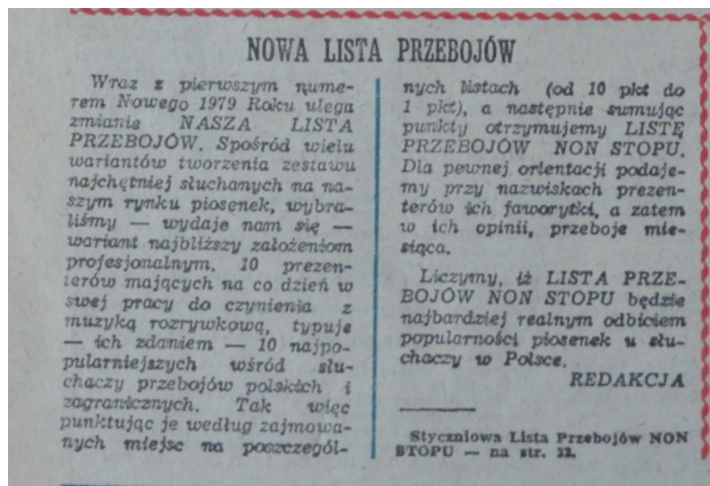 NOWA LISTA PRZEBOJÓW
Wraz z pierwszym nume-
rem Nowego 1979 Roku ulega
zmianie NASZA LISTA
PRZEBOJÓW. Spośród wielu
wariantów tworzenia zestawu
najchętniej słuchanych na na-
szym rynku piosenek, wybra-
liśmy — wydaje nam się —
wariant najbliższy założeniom
profesjonalnym. 10 prezen-
terów mających na co dzień w
swej pracy do czynienia z
muzyką rozrywkową, typuje
— ich zdaniem — 10 najpo-
pularniejszych wśród słu-
chaczy przebojów polskich i
zagranicznych. Tak więc
punktując je według zajmowa-
nych miejsc na poszczegól-
nych listach (od 10 pkt do
1 pkt), a następnie sumując
punkty otrzymujemy LISTĘ
PRZEBOJÓW NON STOPU.
Dla pewnej orientacji podaje-
my przy nazwiskach prezen-
terów ich faworytki, a zatem
w ich opinii, przeboje mie-
siąca.
Liczymy, iż LISTA PRZE-
BOJÓW NON STOPU będzie
najbardziej realnym odbiciem
popularności piosenek u słu-
chaczy w Polsce.
REDAKCJA
Styczniowa Lista Przebojów NON
STOPU — na str. 32.